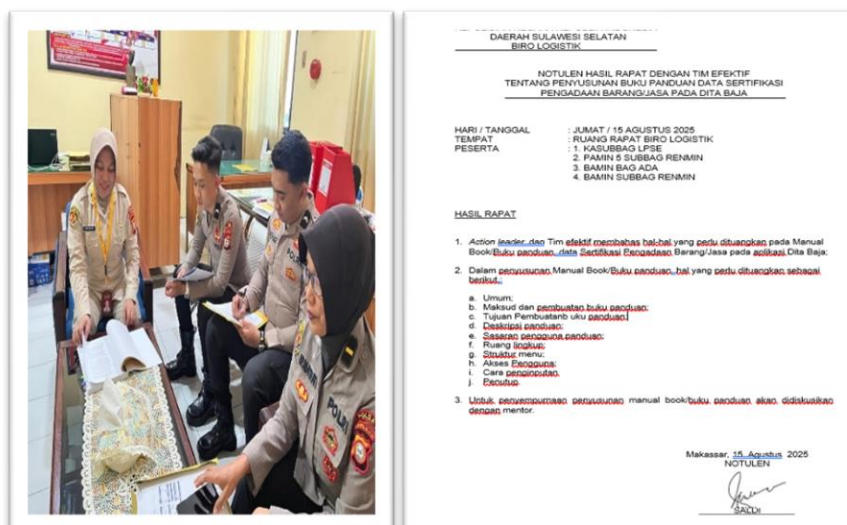 POLISI
DAERAH SULAWESI SELATAN
BIRO LOGISTIK
NOTULEN HASIL RAPAT DENGAN TIM EFEKTIF
TENTANG PENYUSUNAN BUKU PANDUAN DATA SERTIFIKASI
PENGADAAN BARANG/JASA PADA DITA BAJA
HARI / TANGGAL : JUMAT / 15 AGUSTUS 2025
TEMPAT : RUANG RAPAT BIRO LOGISTIK
PESERTA : 1. KASUBBAG LPSE
2. PAMIN 5 SUBBAG RENMIN
3. BAMIN BAG ADA
4. BAMIN SUBBAG RENMIN
HASIL RAPAT
1. Action leader dan Tim efektif membahas hal-hal yang perlu dituangkan pada Manual
Book/Buku panduan data Sertifikasi Pengadaan Barang/Jasa pada aplikasi Dita Baja;
2. Dalam penyusunan Manual Book/Buku panduan, hal yang perlu dituangkan sebagai
berikut :
a. Umum;
b. Maksud dan pembuatan buku panduan;
c. Tujuan Pembuatanb uku panduan;
d. Deskripsi panduan;
e. Sasaran pengguna panduan;
f. Ruang lingkup;
g. Struktur menu;
h. Akses Pengguna;
i. Cara penginputan
j. Penutup.
3. Untuk penyempurnaan penyusunan manual book/buku panduan akan didiskusikan
dengan mentor.
Makassar, 15 Agustus 2025
NOTULEN
SALDI